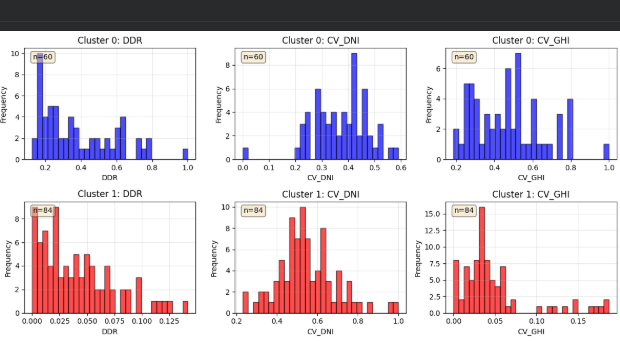 Cluster 0: DDR
Cluster 0: CV_DNI
Cluster 0: CV_GHI
n=60
n=60
n=60
Frequency
10
8
6
4
2
0
8
6
4
2
0
6
4
2
0
0.2 0.4 0.6 0.8 1.0
0.0 0.1 0.2 0.3 0.4 0.5 0.6
0.2 0.4 0.6 0.8 1.0
DDR
Frequency
CV_DNI
Frequency
CV_GHI
Cluster 1: DDR
Cluster 1: CV_DNI
Cluster 1: CV_GHI
n=84
n=84
n=84
Frequency
8
6
4
2
0
Frequency
10
8
6
4
2
0
Frequency
15.0
12.5
10.0
7.5
5.0
2.5
0.0
0.000 0.025 0.050 0.075 0.100 0.125
0.2 0.4 0.6 0.8 1.0
0.00 0.05 0.10 0.15
DDR
CV_DNI
CV_GHI